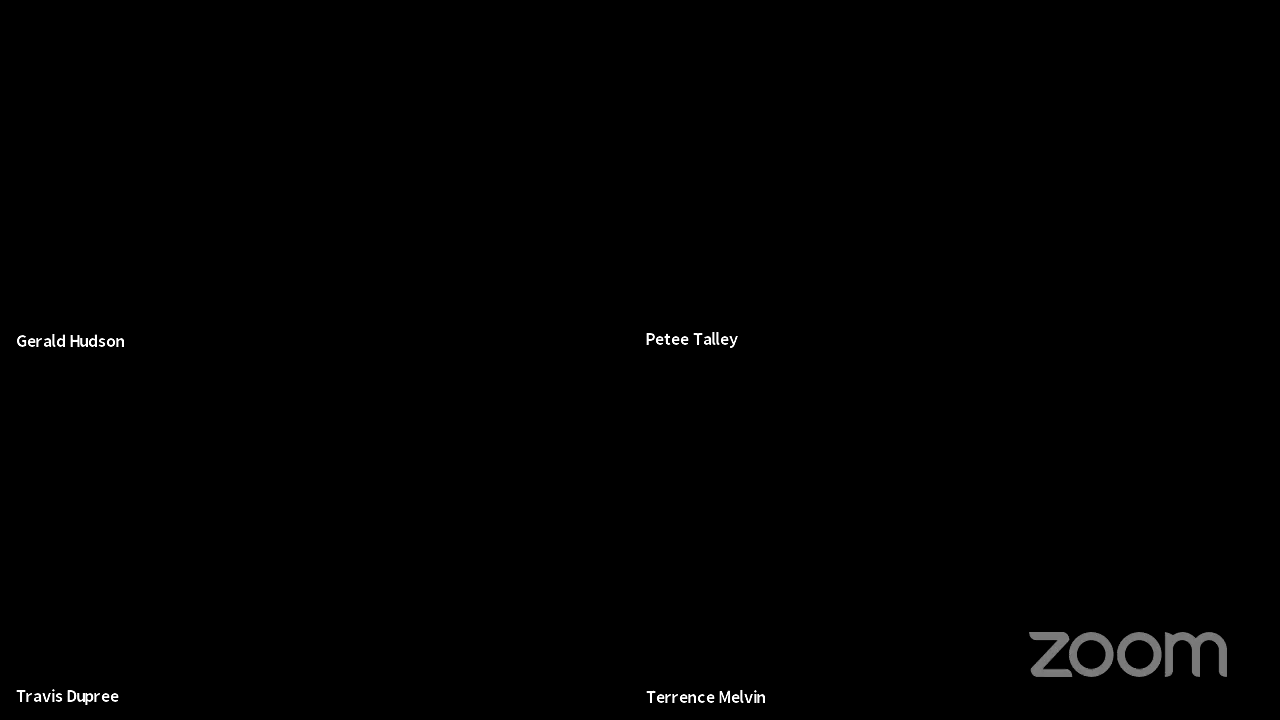 Gerald Hudson
Petee Talley
Travis Dupree
Terrence Melvin
zoom